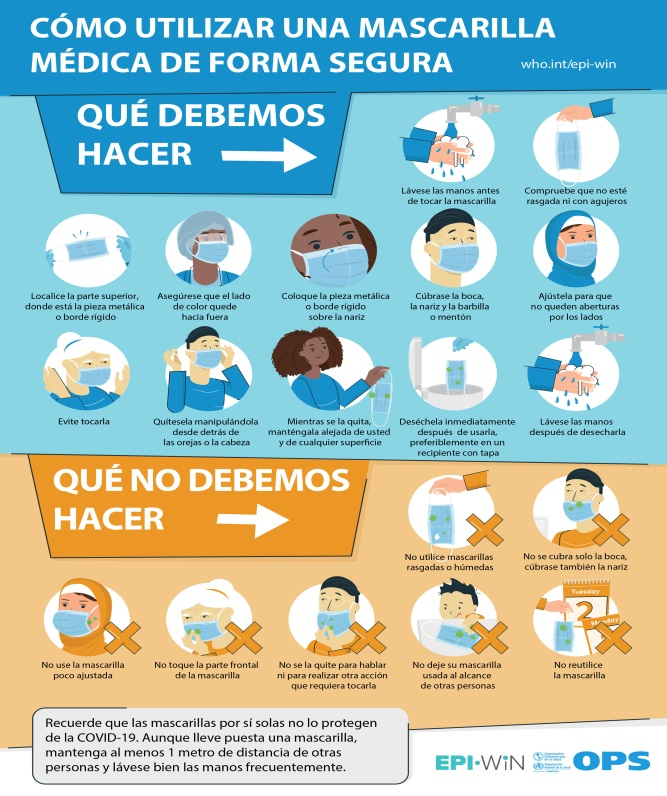 CÓMO UTILIZAR UNA MASCARILLA
MÉDICA DE FORMA SEGURA
who.int/epi-win
QUÉ DEBEMOS
HACER
Lávese las manos antes
de tocar la mascarilla
Compruebe que no esté
rasgada ni con agujeros
Localice la parte superior,
donde está la pieza metálica
o borde rígido
Asegúrese que el lado
de color quede
hacia fuera
Coloque la pieza metálica
o borde rígido
sobre la nariz
Cúbrase la boca,
la nariz y la barbilla
o mentón
Ajústela para que
no queden aberturas
por los lados
Evite tocarla
Quítesela manipulándola
desde detrás de
las orejas o la cabeza
Mientras se la quita,
manténgala alejada de usted
y de cualquier superficie
Deséchela inmediatamente
después de usarla,
preferiblemente en un
recipiente con tapa
Lávese las manos
después de desecharla
QUÉ NO DEBEMOS
HACER
No utilice mascarillas
rasgadas o húmedas
No se cubra solo la boca,
cúbrase también la nariz
No use la mascarilla
poco ajustada
No toque la parte frontal
de la mascarilla
No se la quite para hablar
ni para realizar otra acción
que requiera tocarla
No deje su mascarilla
usada al alcance
de otras personas
Tuesday
2
Monday
No reutilice
la mascarilla
Recuerde que las mascarillas por sí solas no lo protegen
de la COVID-19. Aunque lleve puesta una mascarilla,
mantenga al menos 1 metro de distancia de otras
personas y lávese bien las manos frecuentemente.
EPI•WiN
OPS